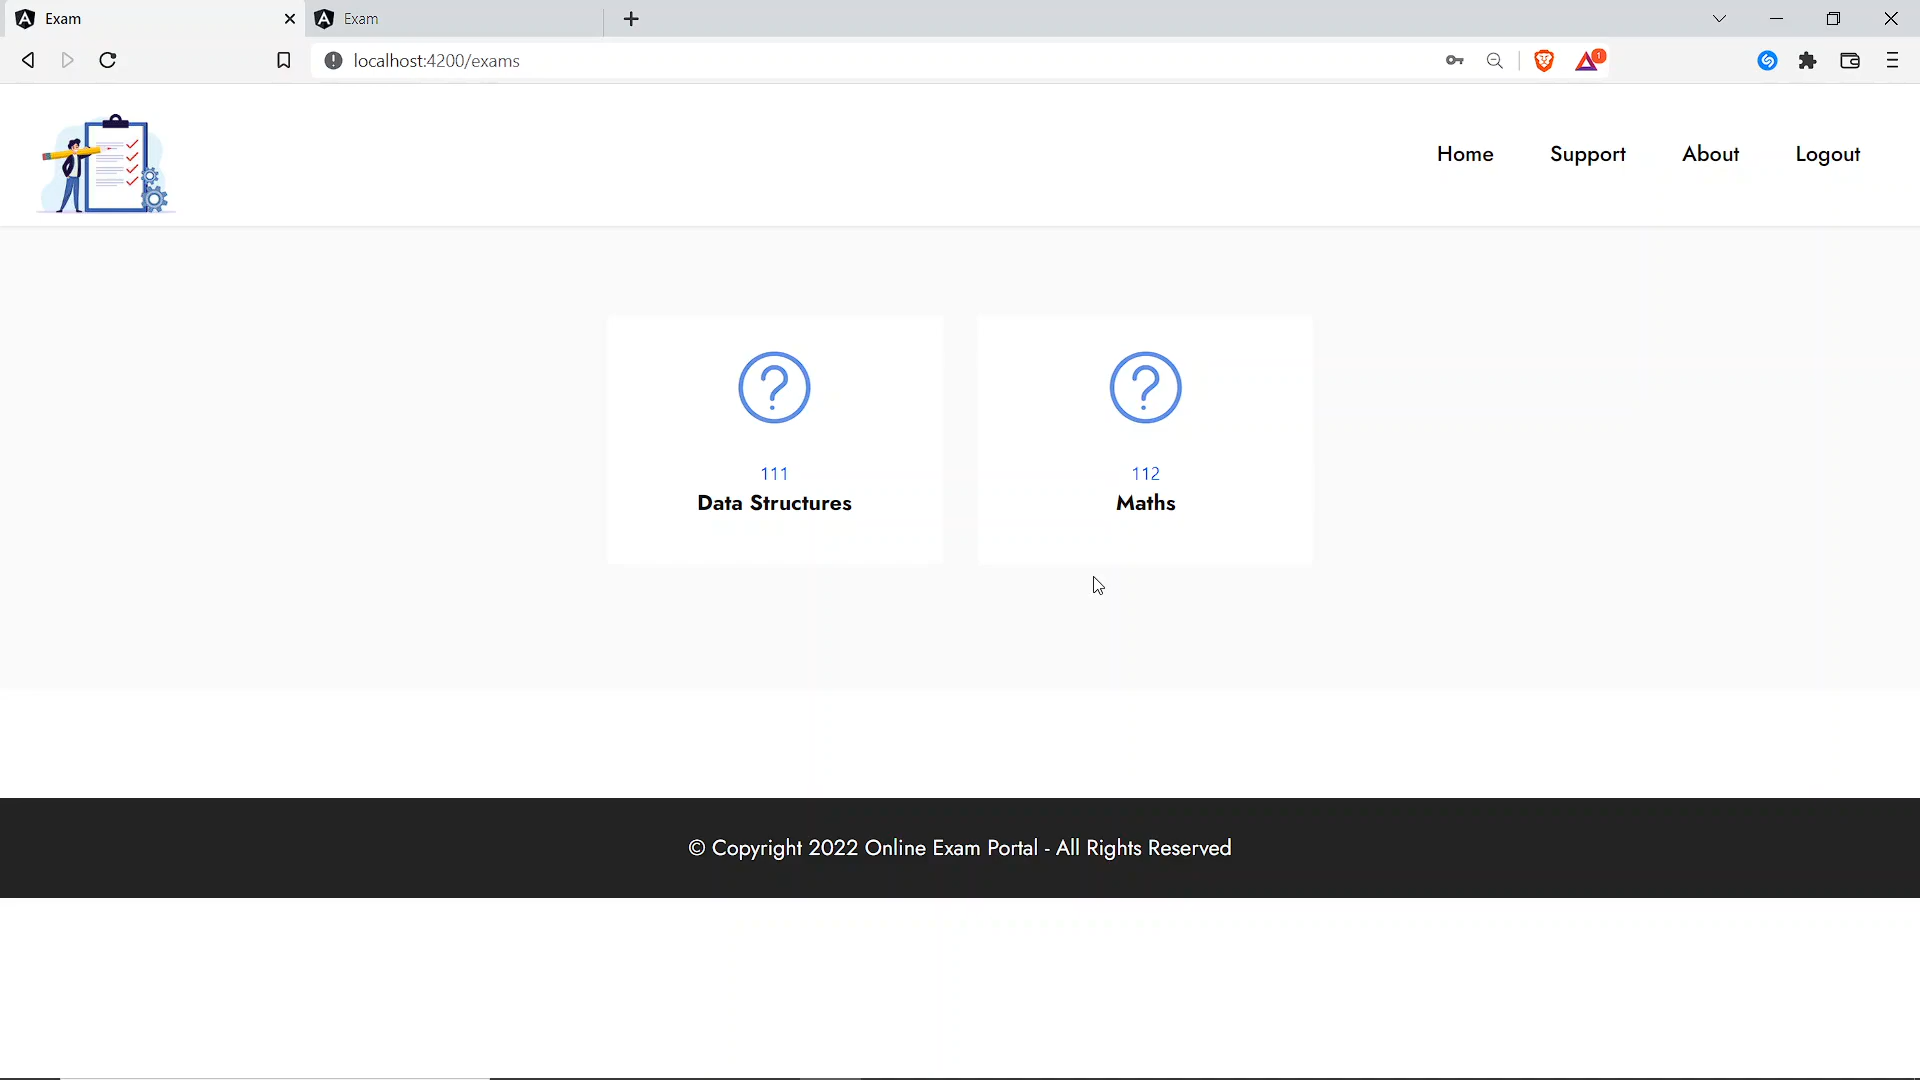 Exam
Exam
localhost:4200/exams
1
Home Support About Logout
111
Data Structures
112
Maths
© Copyright 2022 Online Exam Portal - All Rights Reserved